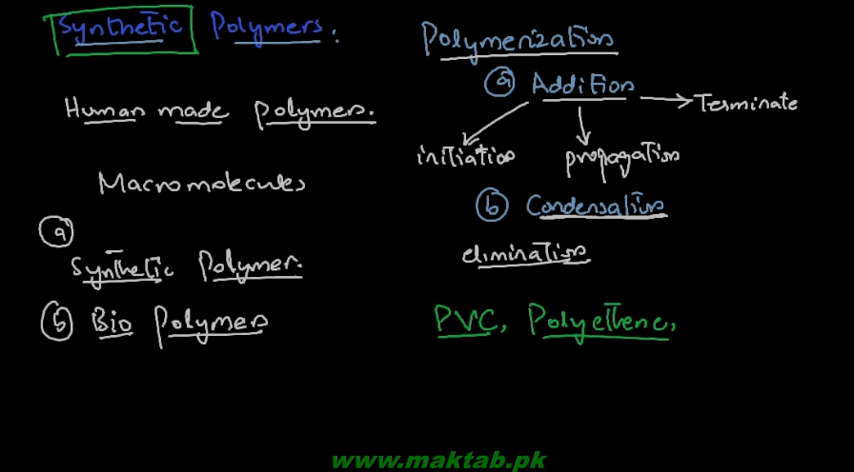 Synthetic Polymers.
Human made polymers.
Macromolecules
a
Synthetic Polymer.
b Bio Polymers
Polymerization
a Addition
Terminate
initiation propagation
b Condensation
elimination
PVC, Polyethene,
www.maktab.pk